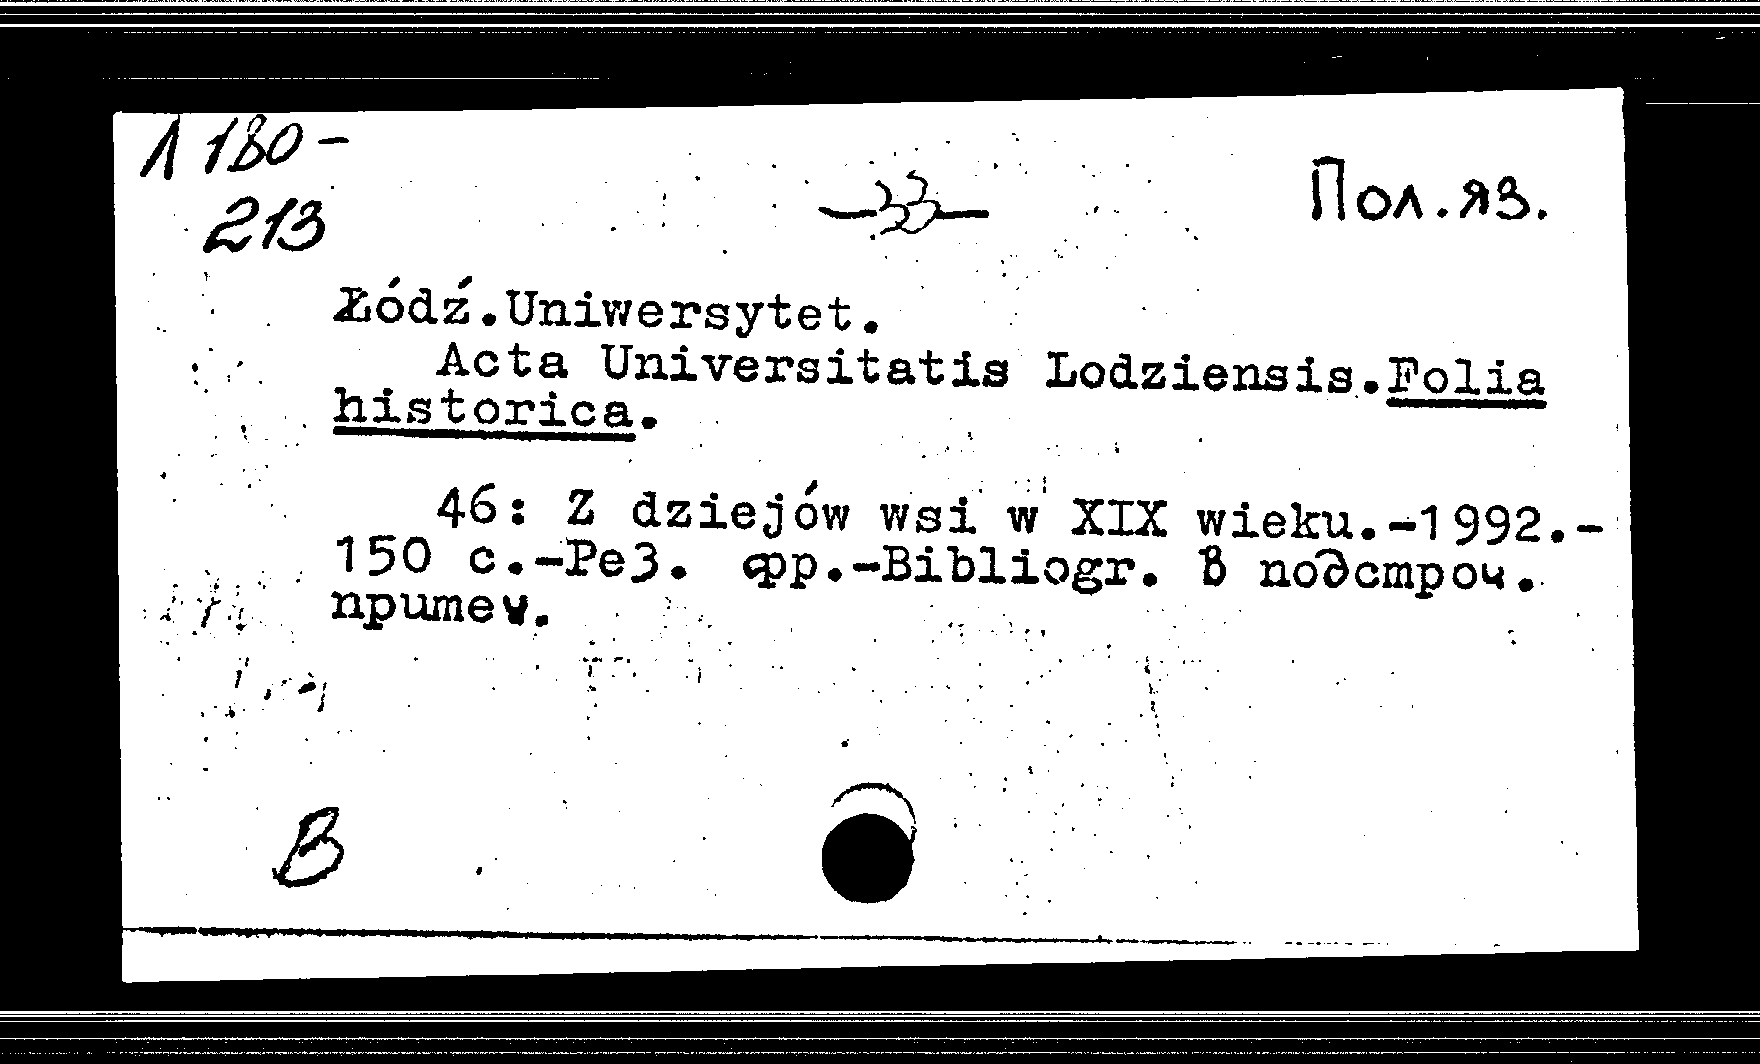 Л 180-
213
-33-
Пол.яз.
Łódź.Uniwersytet.
Acta Universitatis Lodziensis.Folia
historica.
46: Z dziejów wsi w XIX wieku.-1992.-
150 с.-Рез. фр.-Bibliogr. в подстроч.
примеч.
В